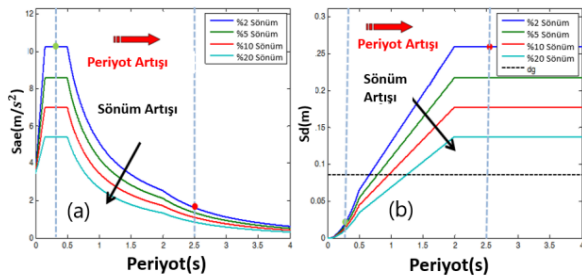 Sae(m/s²)
12
10
8
6
4
2
0
%2 Sönüm
%5 Sönüm
%10 Sönüm
%20 Sönüm
Periyot Artışı
Sönüm Artışı
(a)
0 0.5 1 1.5 2 2.5 3 3.5 4
Periyot(s)
Sd(m)
0.3
0.25
0.2
0.15
0.1
0.05
0
%2 Sönüm
%5 Sönüm
%10 Sönüm
%20 Sönüm
dg
Periyot Artışı
Sönüm
Artışı
(b)
0 0.5 1 1.5 2 2.5 3 3.5 4
Periyot(s)